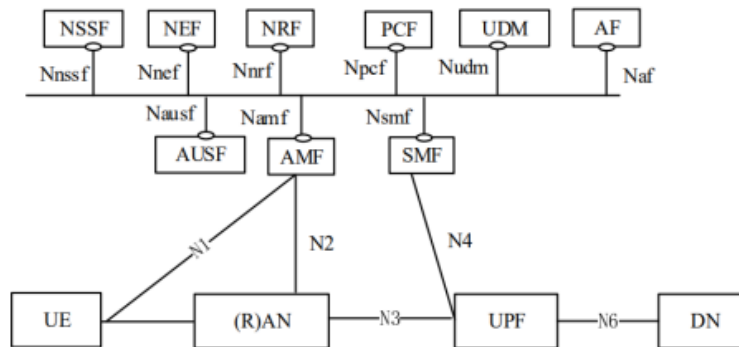 NSSF NEF NRF PCF UDM AF
Nnssf Nnef Nnrf Npcf Nudm Naf
Nausf Namf Nsmf
AUSF AMF SMF
N1 N2 N4
UE (R)AN N3 UPF N6 DN